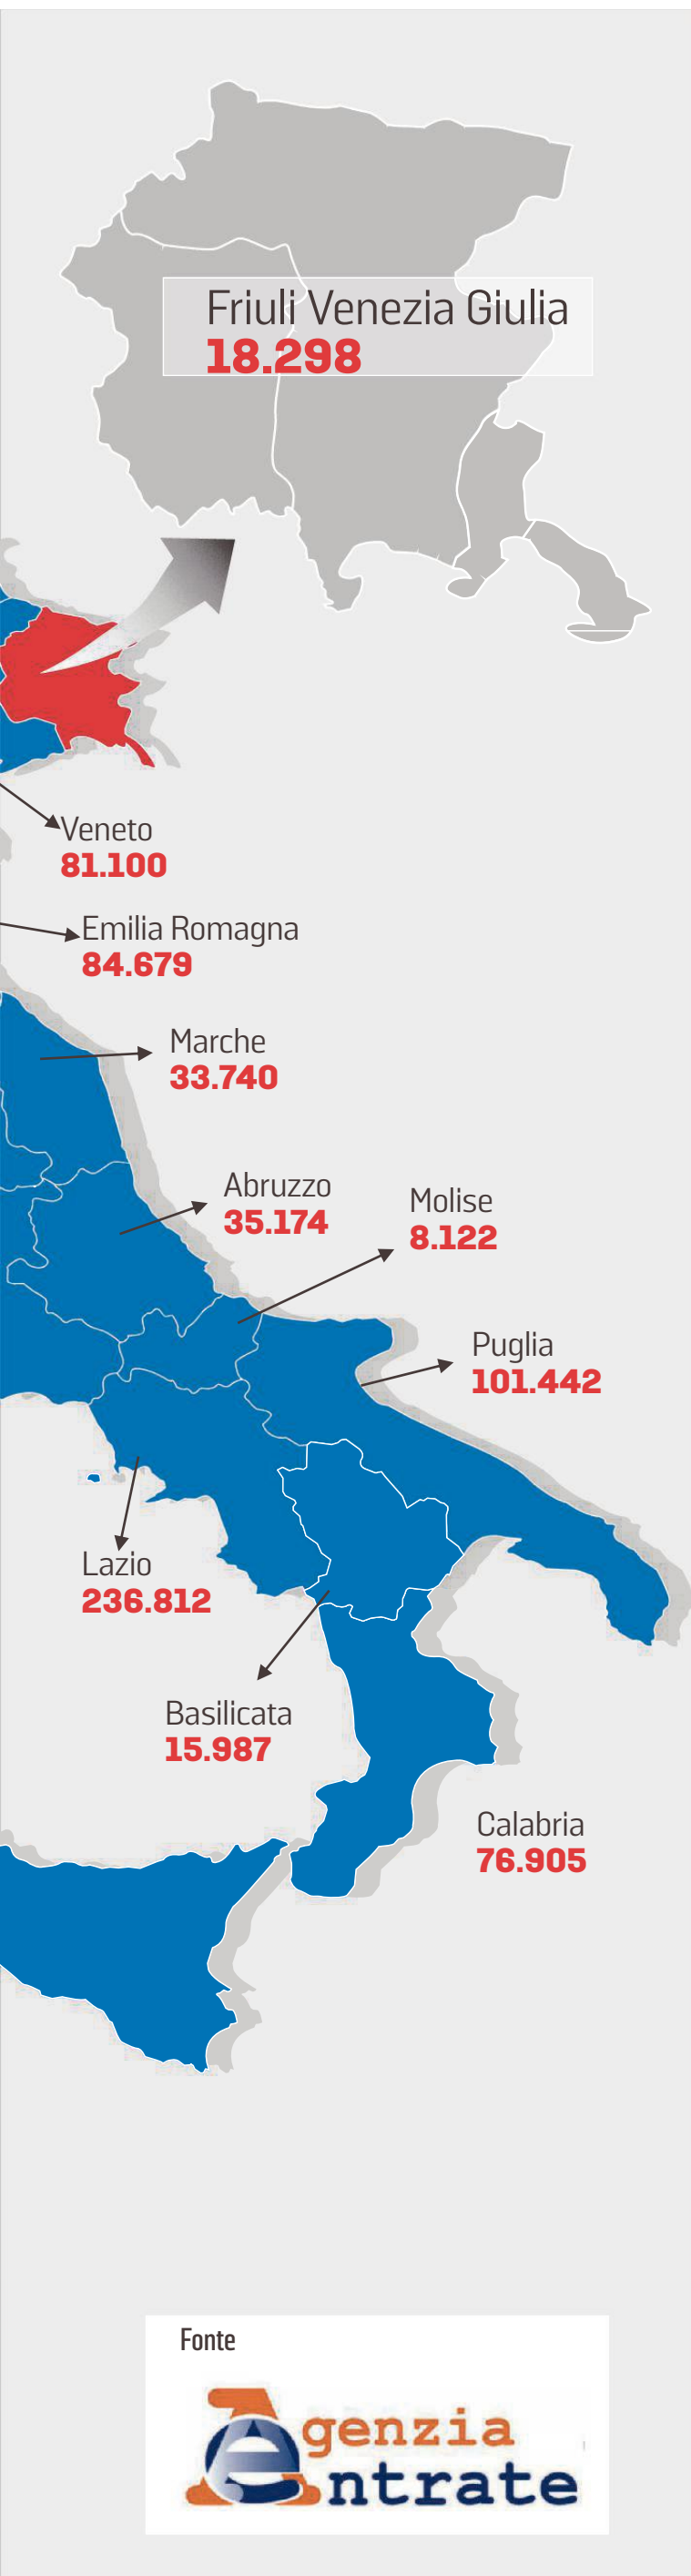 Friuli Venezia Giulia
18.298
Veneto
81.100
Emilia Romagna
84.679
Marche
33.740
Abruzzo
35.174
Molise
8.122
Puglia
101.442
Lazio
236.812
Basilicata
15.987
Calabria
76.905
Fonte
Agenzia
entrate